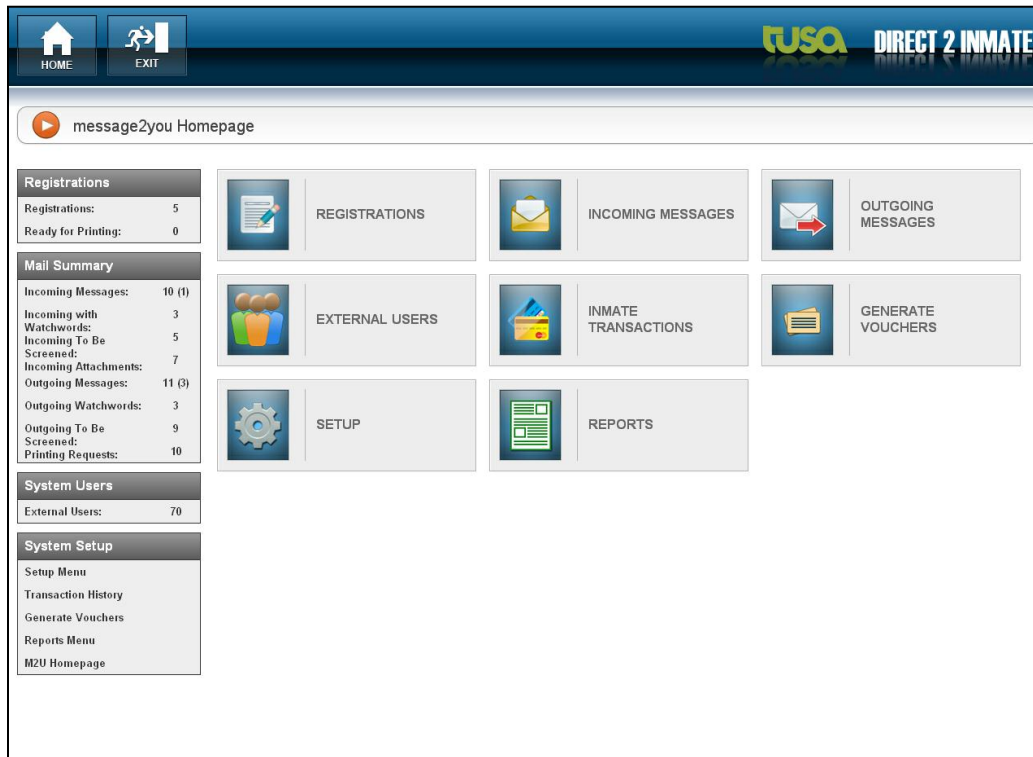 HOME
EXIT
tusa
DIRECT 2 INMATE
message2you Homepage
Registrations
Registrations: 5
Ready for Printing: 0
Mail Summary
Incoming Messages: 10 (1)
Incoming with 3
Watchwords:
Incoming To Be 5
Screened:
Incoming Attachments: 7
Outgoing Messages: 11 (3)
Outgoing Watchwords: 3
Outgoing To Be 9
Screened:
Printing Requests: 10
System Users
External Users: 70
System Setup
Setup Menu
Transaction History
Generate Vouchers
Reports Menu
M2U Homepage
REGISTRATIONS
INCOMING MESSAGES
OUTGOING
MESSAGES
EXTERNAL USERS
INMATE
TRANSACTIONS
GENERATE
VOUCHERS
SETUP
REPORTS